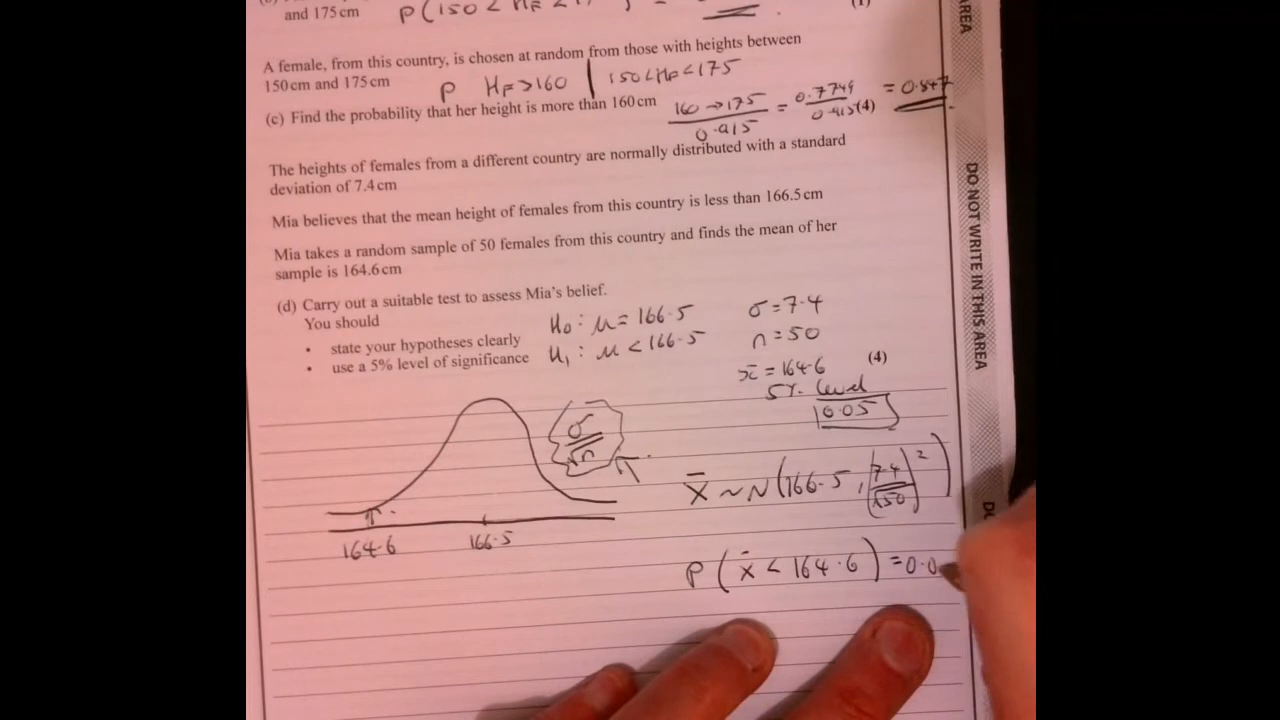 and 175 cm P(150 < HF <
(1)
A female, from this country, is chosen at random from those with heights between
150 cm and 175 cm P HF > 160 | 150 < HF < 175
(c) Find the probability that her height is more than 160 cm 160 → 175 / 0.915 = 0.7749 / 0.915 = 0.847
(4)
The heights of females from a different country are normally distributed with a standard
deviation of 7.4 cm
Mia believes that the mean height of females from this country is less than 166.5 cm
Mia takes a random sample of 50 females from this country and finds the mean of her
sample is 164.6 cm
(d) Carry out a suitable test to assess Mia's belief.
You should H0 : μ = 166.5 σ = 7.4
• state your hypotheses clearly H1 : μ < 166.5 n = 50
• use a 5% level of significance x̄ = 164.6 (4)
5% level
0.05
σ/√n
X̄ ~ N(166.5, (7.4/√50)²)
164.6 166.5
P(x̄ < 164.6) = 0.0
AREA
DO NOT WRITE IN THIS AREA